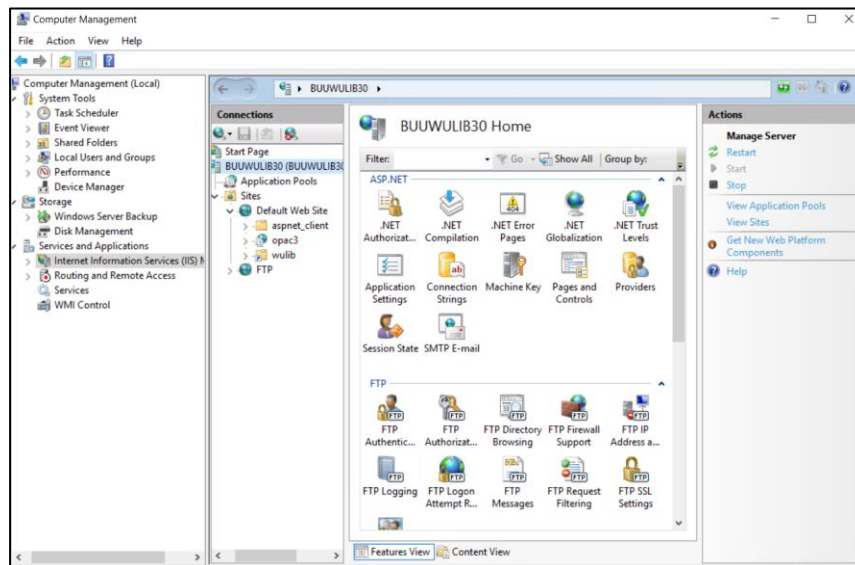 Computer Management
File Action View Help
Computer Management (Local)
System Tools
Task Scheduler
Event Viewer
Shared Folders
Local Users and Groups
Performance
Device Manager
Storage
Windows Server Backup
Disk Management
Services and Applications
Internet Information Services (IIS) M
Routing and Remote Access
Services
WMI Control
BUUWULIB30
Connections
Start Page
BUUWULIB30 (BUUWULIB30
Application Pools
Sites
Default Web Site
aspnet_client
opac3
wulib
FTP
BUUWULIB30 Home
Filter: Go Show All Group by:
ASP.NET
.NET Authorizat...
.NET Compilation
.NET Error Pages
.NET Globalization
.NET Trust Levels
Application Settings
Connection Strings
Machine Key
Pages and Controls
Providers
Session State
SMTP E-mail
FTP
FTP Authentic...
FTP Authorizat...
FTP Directory Browsing
FTP Firewall Support
FTP IP Address a...
FTP Logging
FTP Logon Attempt R...
FTP Messages
FTP Request Filtering
FTP SSL Settings
Features View Content View
Actions
Manage Server
Restart
Start
Stop
View Application Pools
View Sites
Get New Web Platform
Components
Help